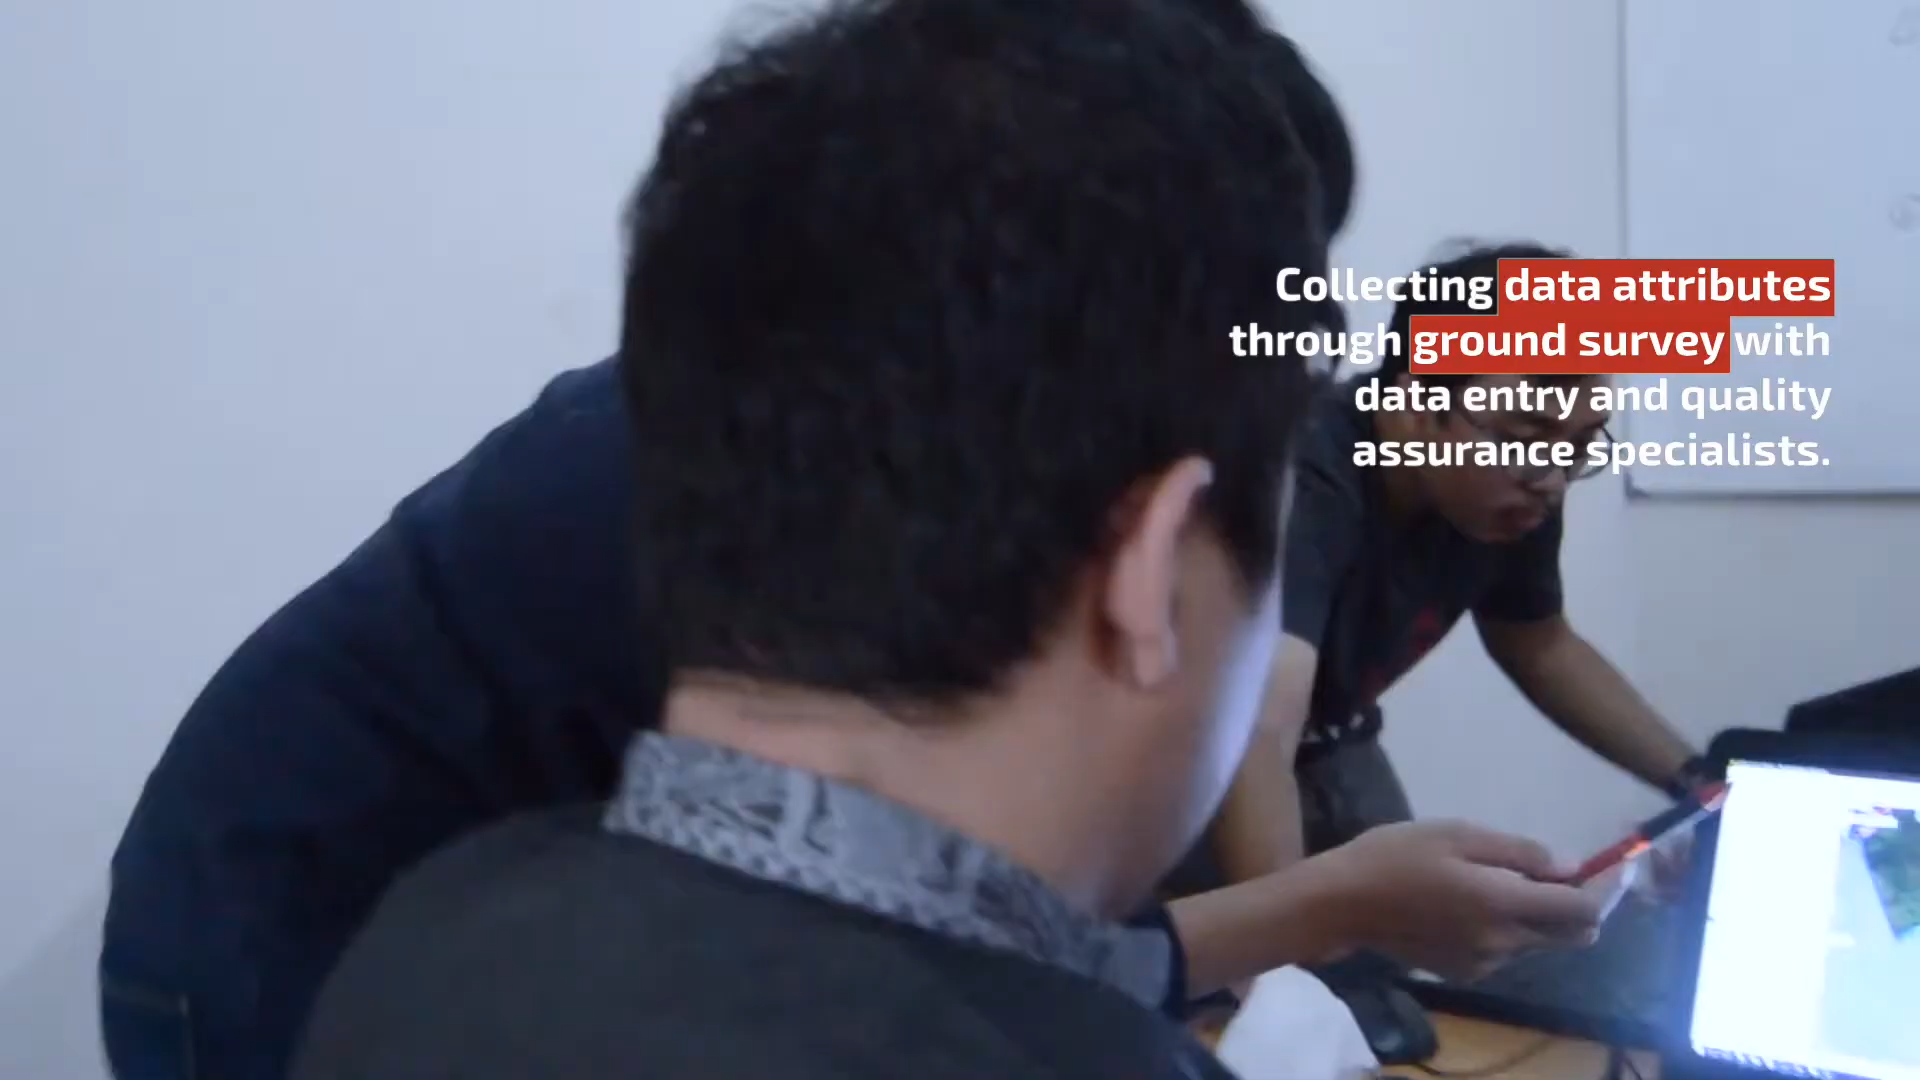 Collecting data attributes
through ground survey with
data entry and quality
assurance specialists.